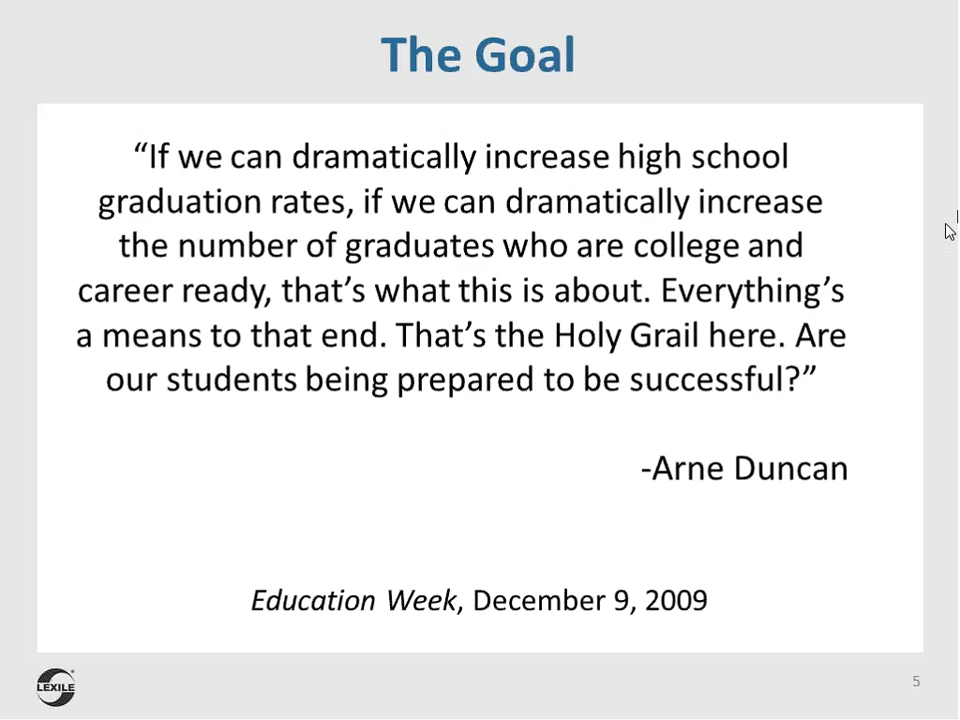 The Goal
“If we can dramatically increase high school
graduation rates, if we can dramatically increase
the number of graduates who are college and
career ready, that’s what this is about. Everything’s
a means to that end. That’s the Holy Grail here. Are
our students being prepared to be successful?”
-Arne Duncan
Education Week, December 9, 2009
LEXILE
5